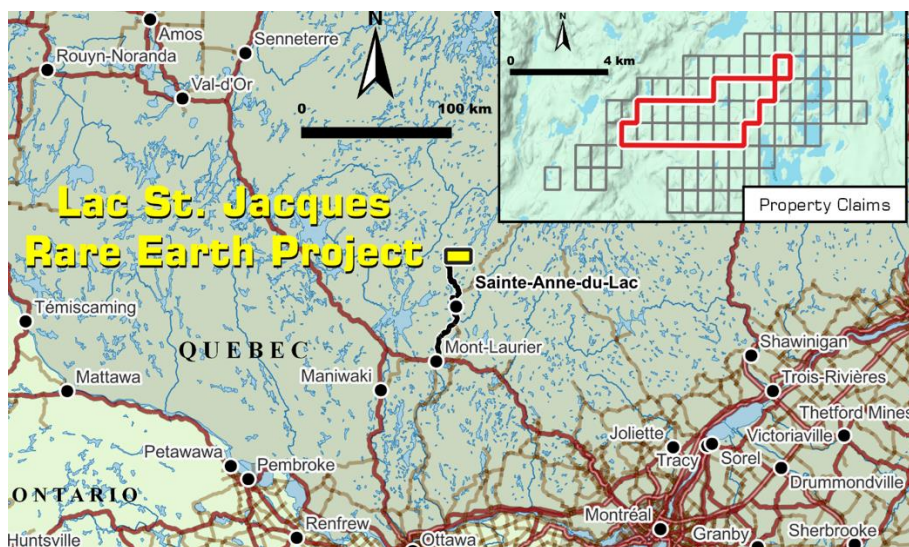 Amos
Senneterre
N
Rouyn-Noranda
Val-d'Or
100 km
N
4 km
Property Claims
Lac St. Jacques
Rare Earth Project
Sainte-Anne-du-Lac
Témiscaming
QUEBEC
Mont-Laurier
Shawinigan
Mattawa
Maniwaki
Trois-Rivières
Thetford Mines
Joliette
Victoriaville
Petawawa
Tracy
Sorel
Pembroke
Drummondville
ONTARIO
Renfrew
Montréal
Huntsville
Ottawa
Granby
Sherbrooke